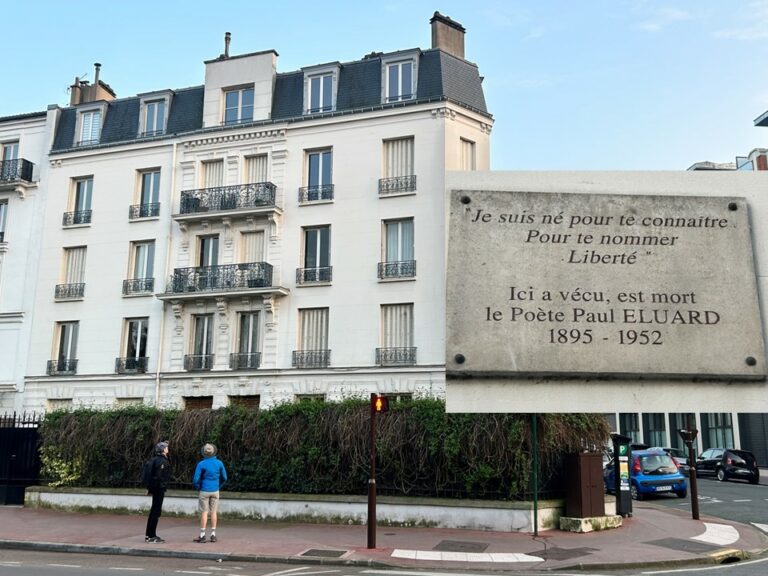 "Je suis né pour te connaitre
Pour te nommer
Liberté "
Ici a vécu, est mort
le Poète Paul ELUARD
1895 - 1952